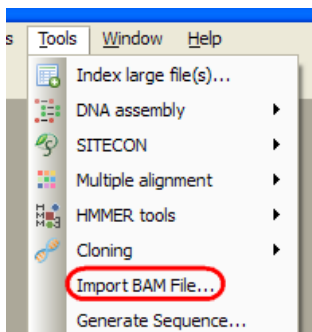 s Tools Window Help
Index large file(s)...
DNA assembly
SITECON
Multiple alignment
HMMER tools
Cloning
Import BAM File...
Generate Sequence...